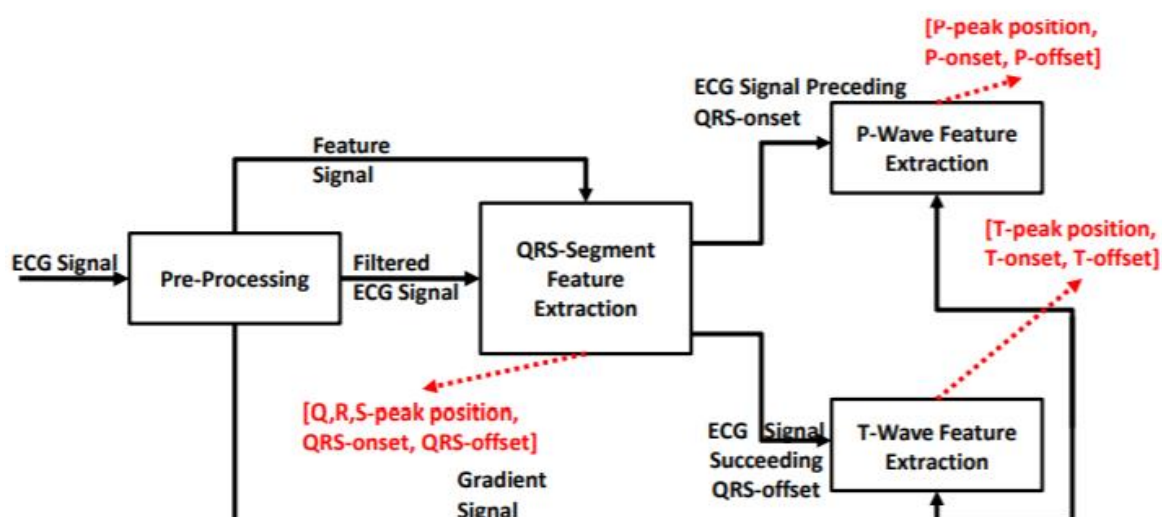 [P-peak position,
P-onset, P-offset]
ECG Signal Preceding
QRS-onset
P-Wave Feature
Extraction
Feature
Signal
[T-peak position,
T-onset, T-offset]
ECG Signal
Pre-Processing
Filtered
ECG Signal
QRS-Segment
Feature
Extraction
[Q,R,S-peak position,
QRS-onset, QRS-offset]
ECG Signal
Succeeding
QRS-offset
T-Wave Feature
Extraction
Gradient
Signal